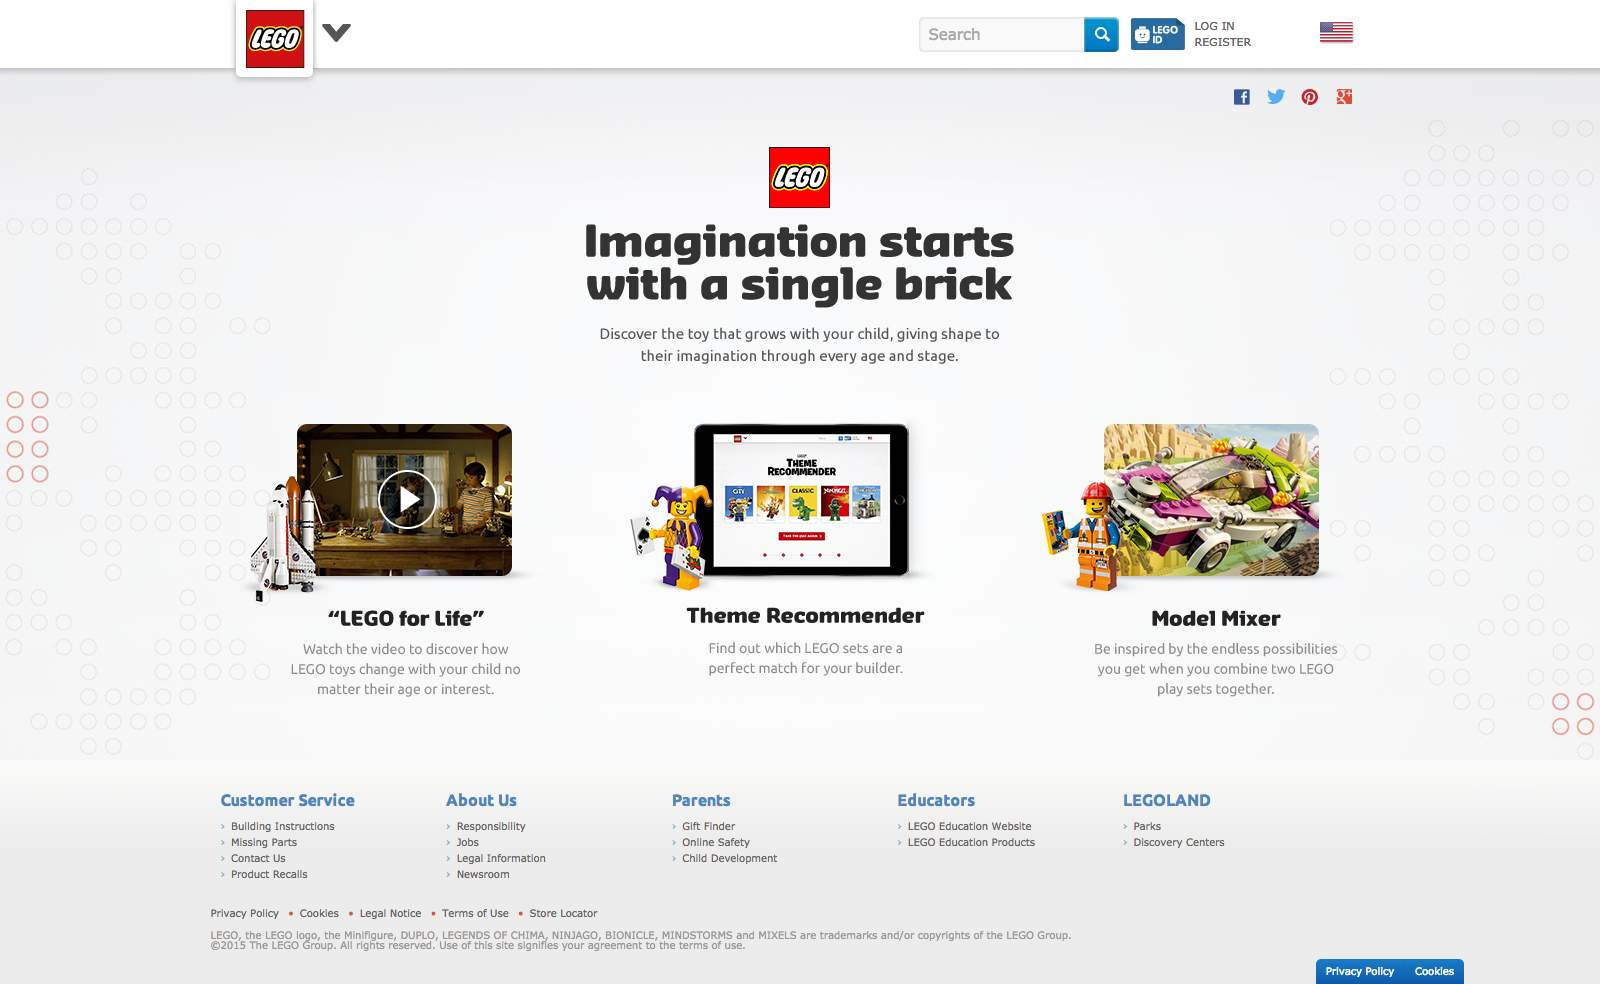 LEGO
Search
LEGO
ID
LOG IN
REGISTER
LEGO
Imagination starts
with a single brick
Discover the toy that grows with your child, giving shape to
their imagination through every age and stage.
THEME
RECOMMENDER
CITY
CLASSIC
NINJAGO
TAKE THE QUIZ AGAIN
“LEGO for Life”
Watch the video to discover how
LEGO toys change with your child no
matter their age or interest.
Theme Recommender
Find out which LEGO sets are a
perfect match for your builder.
Model Mixer
Be inspired by the endless possibilities
you get when you combine two LEGO
play sets together.
Customer Service
› Building Instructions
› Missing Parts
› Contact Us
› Product Recalls
About Us
› Responsibility
› Jobs
› Legal Information
› Newsroom
Parents
› Gift Finder
› Online Safety
› Child Development
Educators
› LEGO Education Website
› LEGO Education Products
LEGOLAND
› Parks
› Discovery Centers
Privacy Policy • Cookies • Legal Notice • Terms of Use • Store Locator
LEGO, the LEGO logo, the Minifigure, DUPLO, LEGENDS OF CHIMA, NINJAGO, BIONICLE, MINDSTORMS and MIXELS are trademarks and/or copyrights of the LEGO Group.
©2015 The LEGO Group. All rights reserved. Use of this site signifies your agreement to the terms of use.
Privacy Policy Cookies